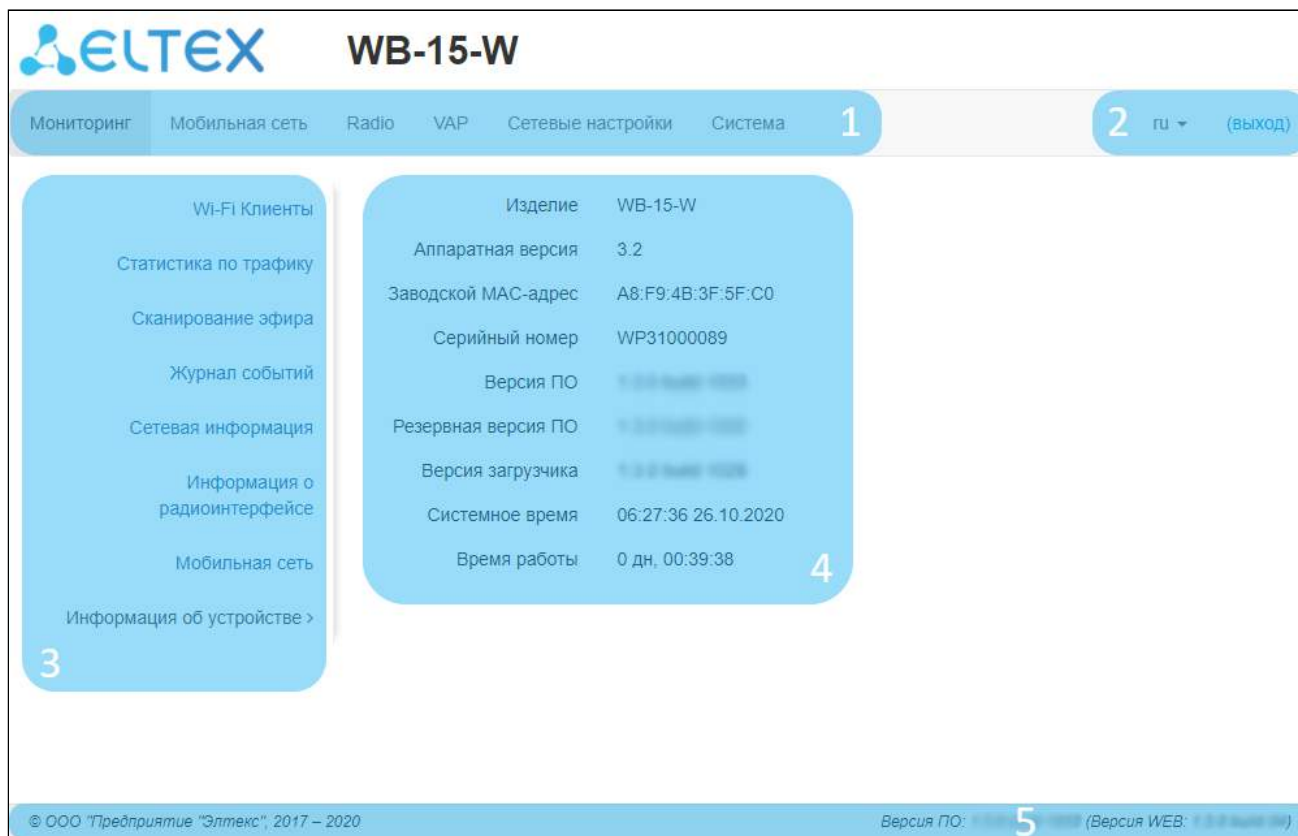 ELTEX WB-15-W
Мониторинг Мобильная сеть Radio VAP Сетевые настройки Система 1 2 ru (выход)
Wi-Fi Клиенты
Статистика по трафику
Сканирование эфира
Журнал событий
Сетевая информация
Информация о
радиоинтерфейсе
Мобильная сеть
Информация об устройстве >
3
Изделие WB-15-W
Аппаратная версия 3.2
Заводской MAC-адрес A8:F9:4B:3F:5F:C0
Серийный номер WP31000089
Версия ПО
Резервная версия ПО
Версия загрузчика
Системное время 06:27:36 26.10.2020
Время работы 0 дн, 00:39:38
4
© ООО "Предприятие "Элтекс", 2017 – 2020 Версия ПО: 5 (Версия WEB: )